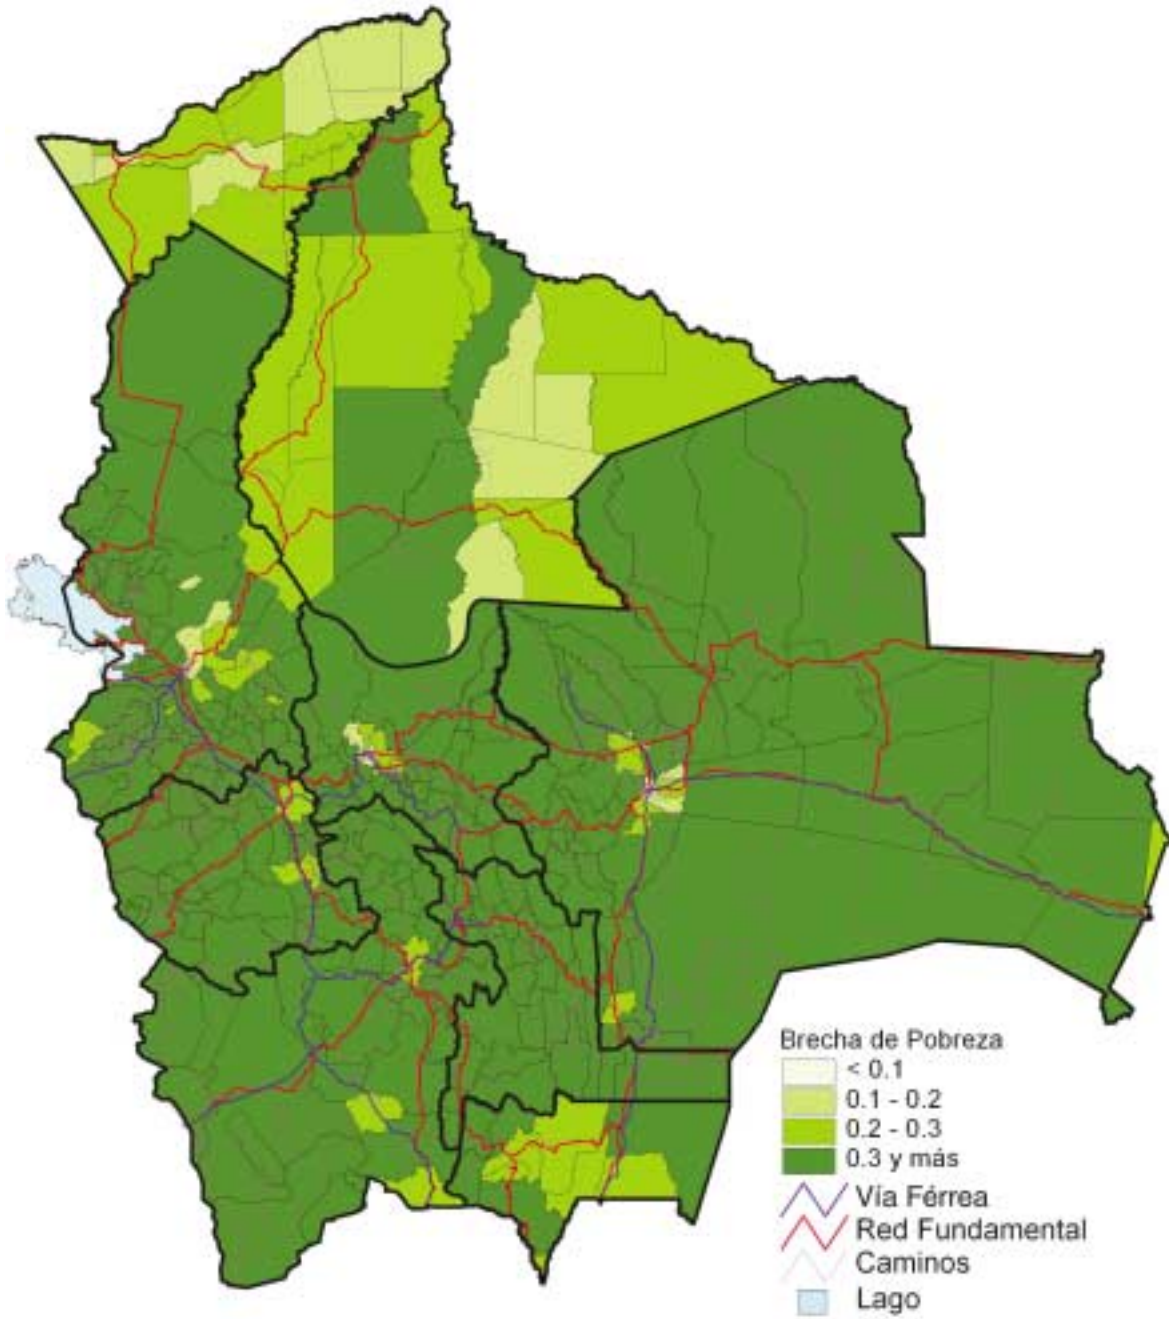 Brecha de Pobreza
< 0.1
0.1 - 0.2
0.2 - 0.3
0.3 y más
Vía Férrea
Red Fundamental
Caminos
Lago